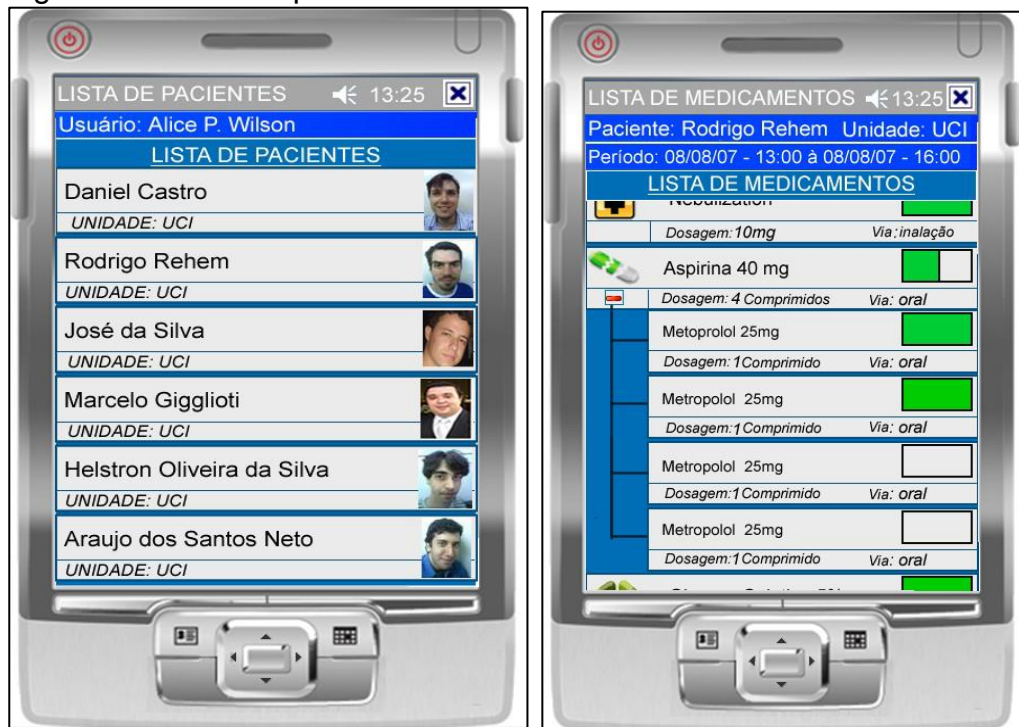 LISTA DE PACIENTES 13:25
Usuário: Alice P. Wilson
LISTA DE PACIENTES
Daniel Castro
UNIDADE: UCI
Rodrigo Rehem
UNIDADE: UCI
José da Silva
UNIDADE: UCI
Marcelo Gigglioti
UNIDADE: UCI
Helstron Oliveira da Silva
UNIDADE: UCI
Araujo dos Santos Neto
UNIDADE: UCI
LISTA DE MEDICAMENTOS 13:25
Paciente: Rodrigo Rehem Unidade: UCI
Período: 08/08/07 - 13:00 à 08/08/07 - 16:00
LISTA DE MEDICAMENTOS
Nebulization
Dosagem: 10mg Via: inalação
Aspirina 40 mg
Dosagem: 4 Comprimidos Via: oral
Metoprolol 25mg
Dosagem: 1 Comprimido Via: oral
Metropolol 25mg
Dosagem: 1 Comprimido Via: oral
Metropolol 25mg
Dosagem: 1 Comprimido Via: oral
Metropolol 25mg
Dosagem: 1 Comprimido Via: oral